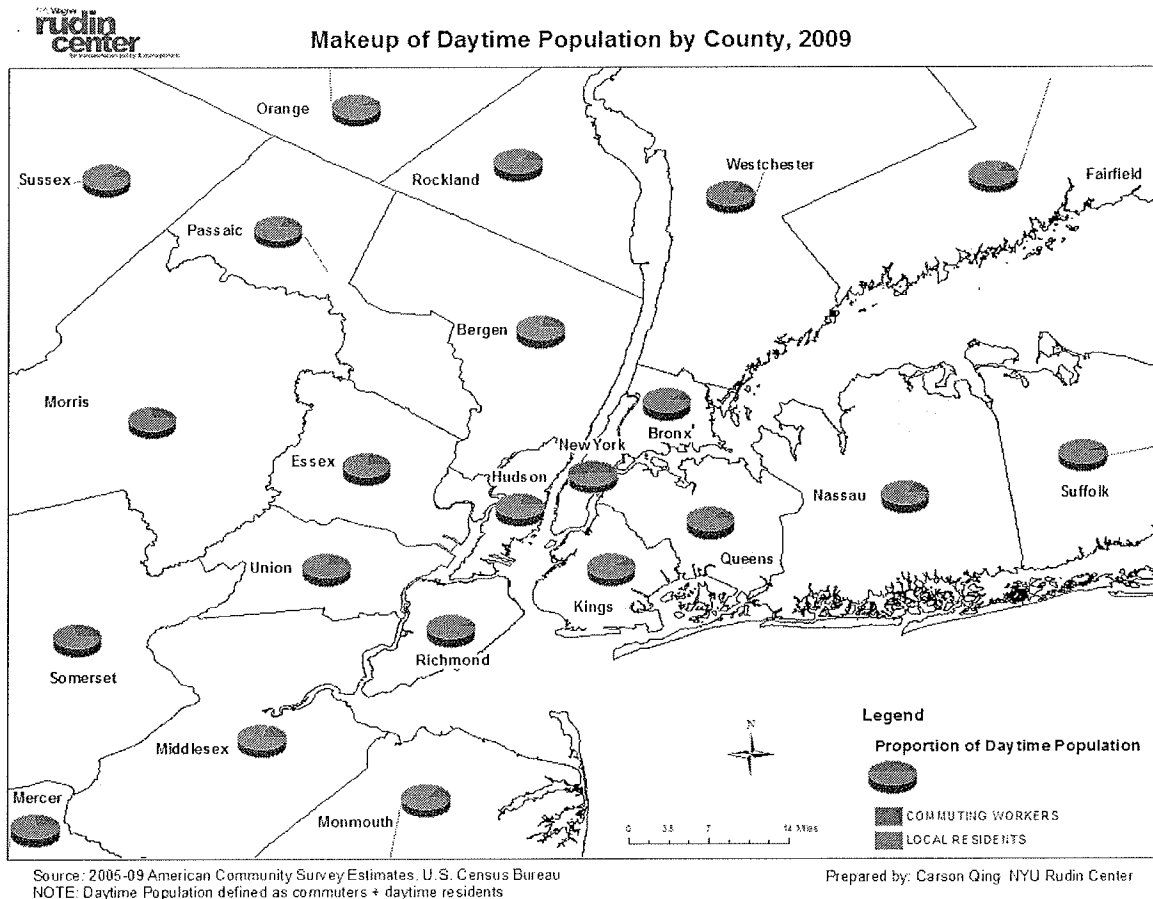 NYU Wagner
rudin
center
Makeup of Daytime Population by County, 2009
Orange
Sussex
Rockland
Westchester
Fairfield
Passaic
Bergen
Morris
Bronx
New York
Essex
Hudson
Nassau
Suffolk
Union
Queens
Kings
Richmond
Somerset
Middlesex
Mercer
Monmouth
N
0 3.5 7 14 Miles
Legend
Proportion of Daytime Population
COMMUTING WORKERS
LOCAL RESIDENTS
Source: 2005-09 American Community Survey Estimates, U.S. Census Bureau
NOTE: Daytime Population defined as commuters + daytime residents
Prepared by: Carson Qing NYU Rudin Center